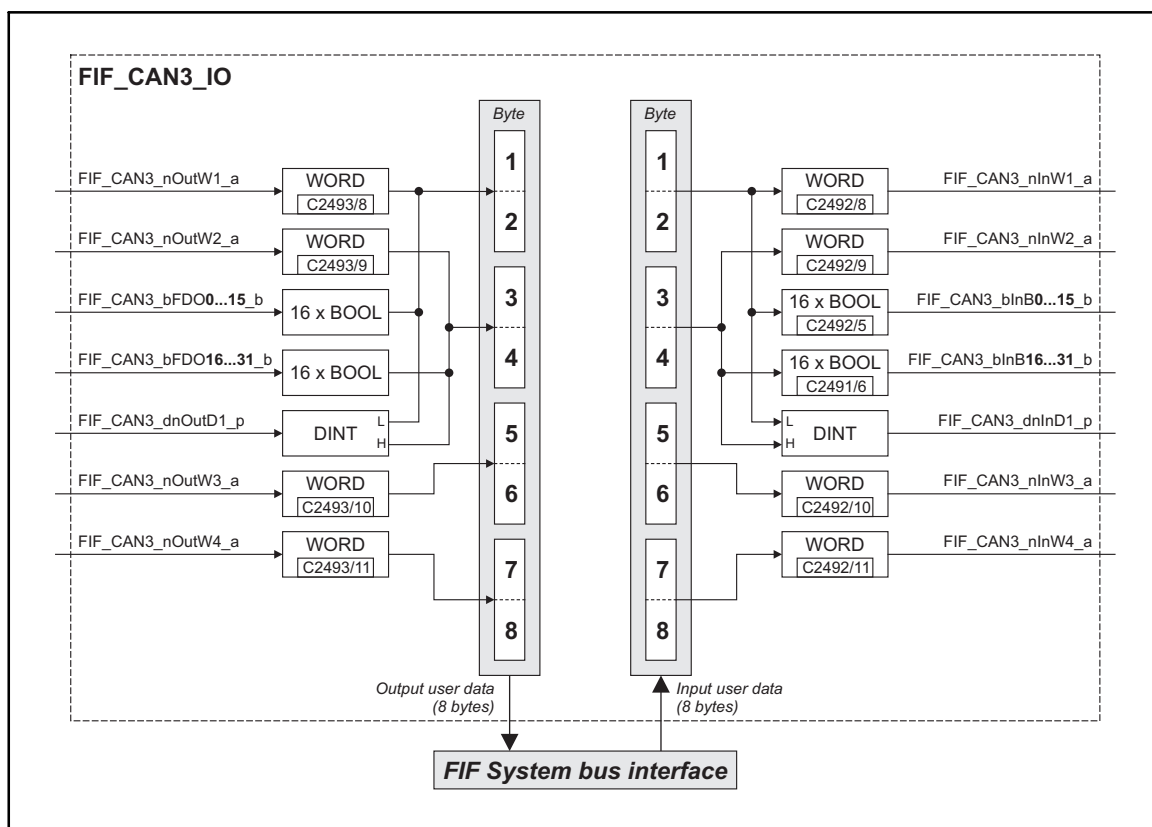 FIF_CAN3_IO
Byte
1
2
3
4
5
6
7
8
FIF_CAN3_nOutW1_a
WORD
C2493/8
FIF_CAN3_nOutW2_a
WORD
C2493/9
FIF_CAN3_bFDO0...15_b
16 x BOOL
FIF_CAN3_bFDO16...31_b
16 x BOOL
FIF_CAN3_dnOutD1_p
DINT
L
H
FIF_CAN3_nOutW3_a
WORD
C2493/10
FIF_CAN3_nOutW4_a
WORD
C2493/11
Output user data
(8 bytes)
Byte
1
2
3
4
5
6
7
8
WORD
C2492/8
FIF_CAN3_nInW1_a
WORD
C2492/9
FIF_CAN3_nInW2_a
16 x BOOL
C2492/5
FIF_CAN3_bInB0...15_b
16 x BOOL
C2491/6
FIF_CAN3_bInB16...31_b
L
H
DINT
FIF_CAN3_dnInD1_p
WORD
C2492/10
FIF_CAN3_nInW3_a
WORD
C2492/11
FIF_CAN3_nInW4_a
Input user data
(8 bytes)
FIF System bus interface